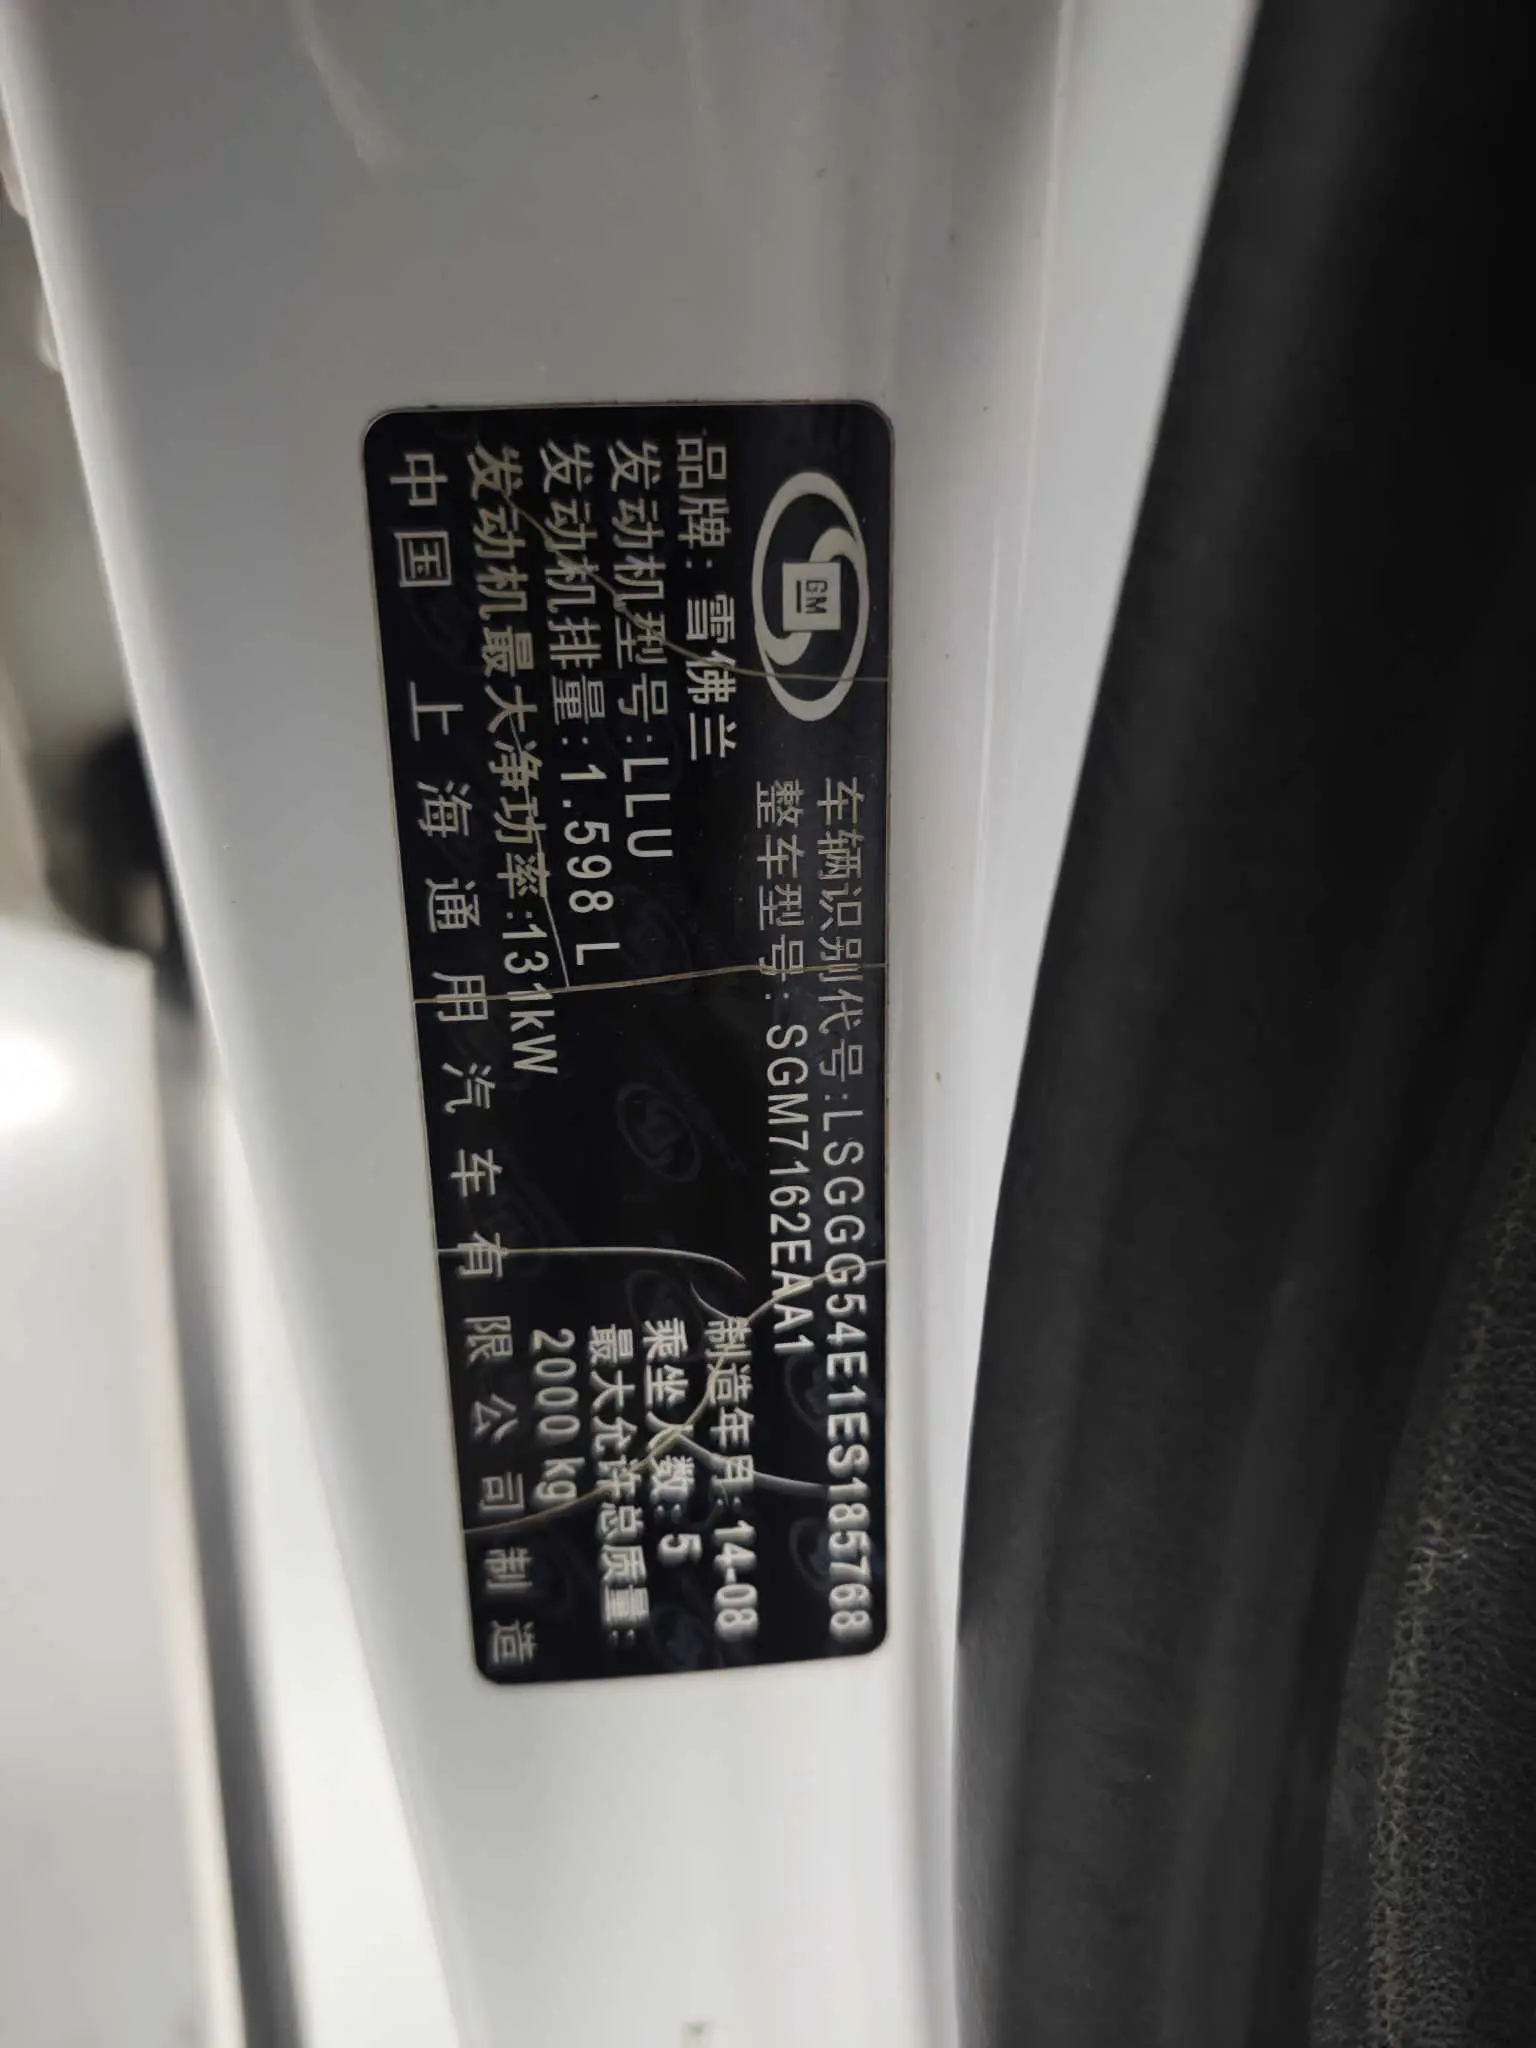 GM
车辆识别代号:LSGGG54E1ES185768
整车型号:SGM7162EAA1
品牌:雪佛兰
制造年月:14-08
发动机型号:LLU
乘坐人数:5
发动机排量:1.598 L
最大允许总质量:
2000 kg
发动机最大净功率:131kW
中国 上海通用汽车有限公司制造